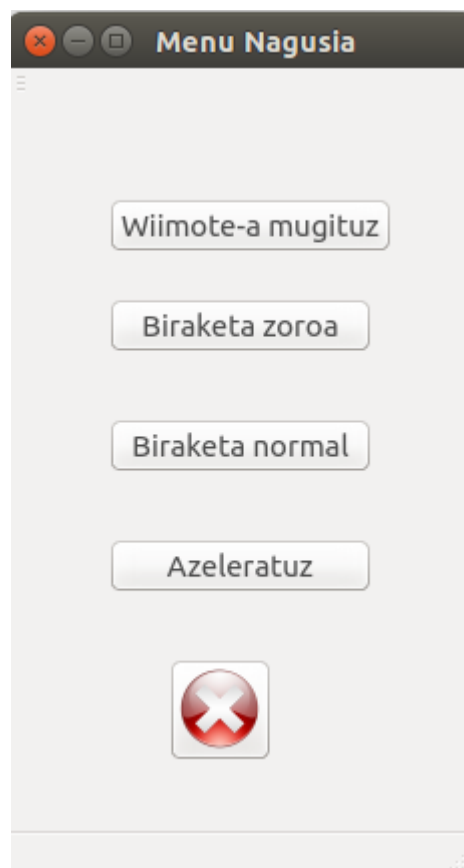 Menu Nagusia
Wiimote-a mugituz
Biraketa zoroa
Biraketa normal
Azeleratuz